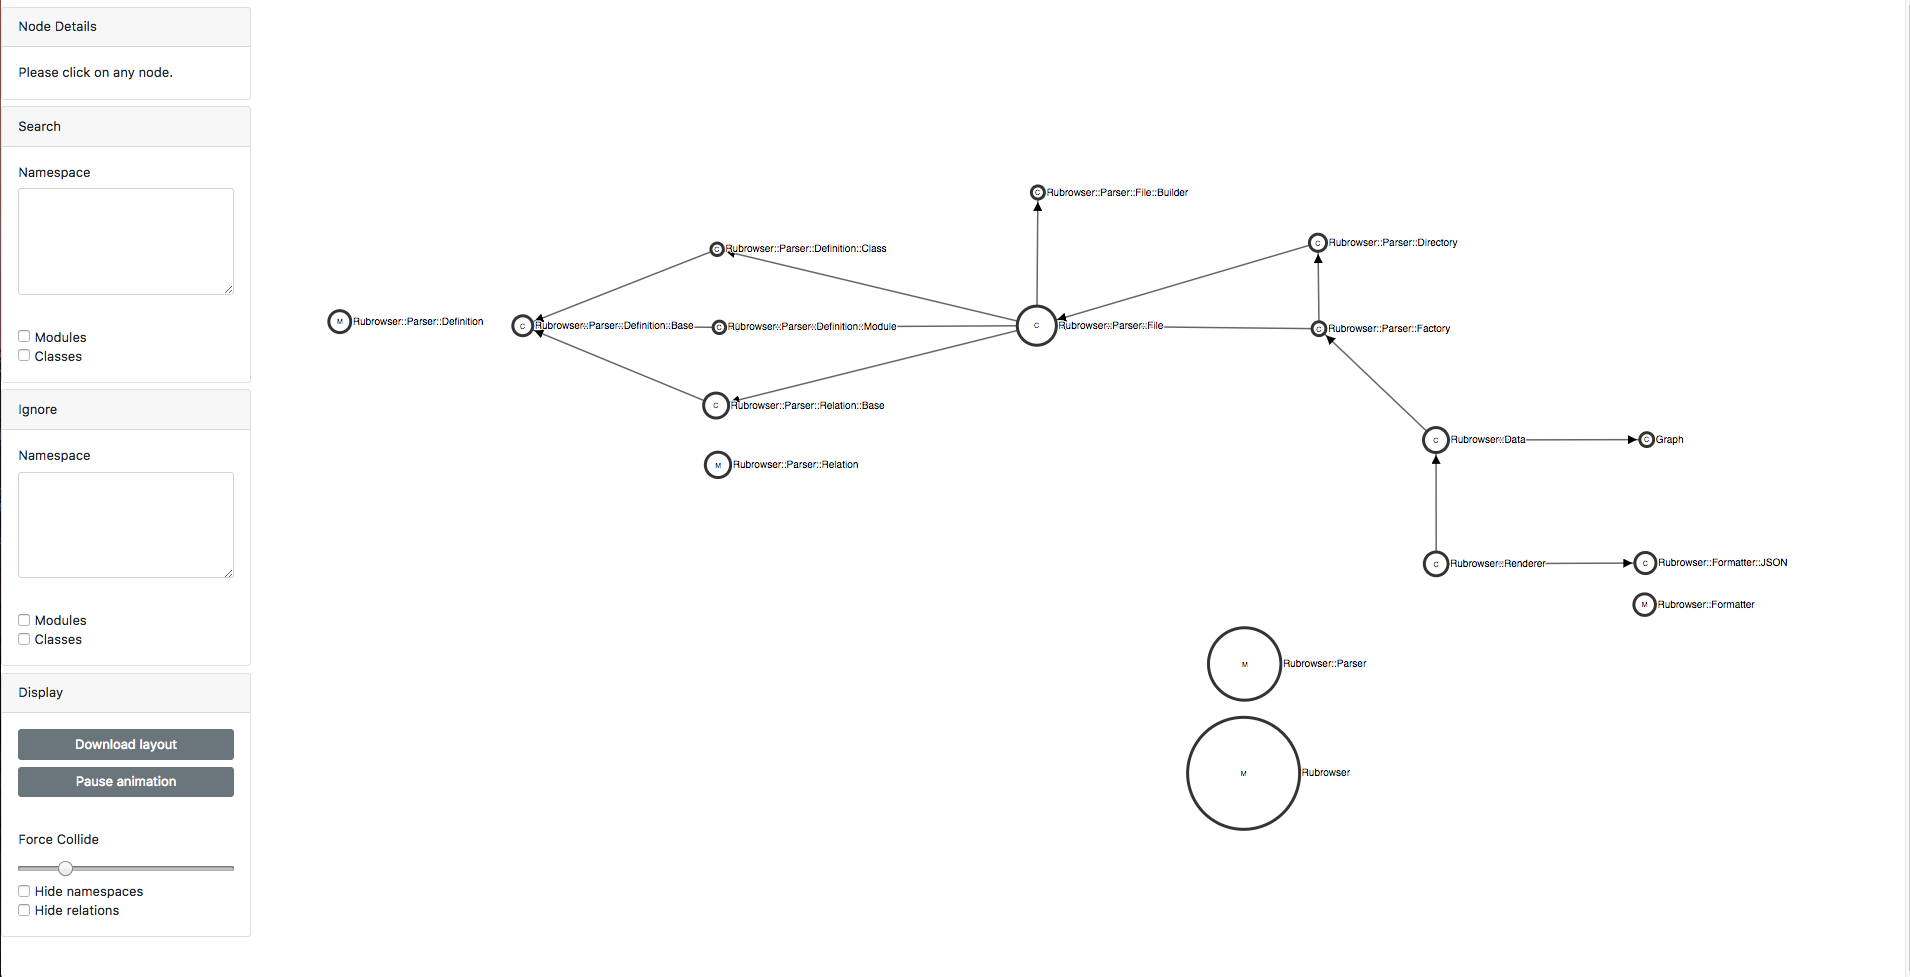 Node Details
Please click on any node.
Search
Namespace
Modules
Classes
Ignore
Namespace
Modules
Classes
Display
Download layout
Pause animation
Force Collide
Hide namespaces
Hide relations
C Rubrowser::Parser::File::Builder
C Rubrowser::Parser::Definition::Class
C Rubrowser::Parser::Directory
M Rubrowser::Parser::Definition
C Rubrowser::Parser::Definition::Base
C Rubrowser::Parser::Definition::Module
C Rubrowser::Parser::File
C Rubrowser::Parser::Factory
C Rubrowser::Parser::Relation::Base
C Rubrowser::Data
C Graph
M Rubrowser::Parser::Relation
C Rubrowser::Renderer
C Rubrowser::Formatter::JSON
M Rubrowser::Formatter
M Rubrowser::Parser
M Rubrowser